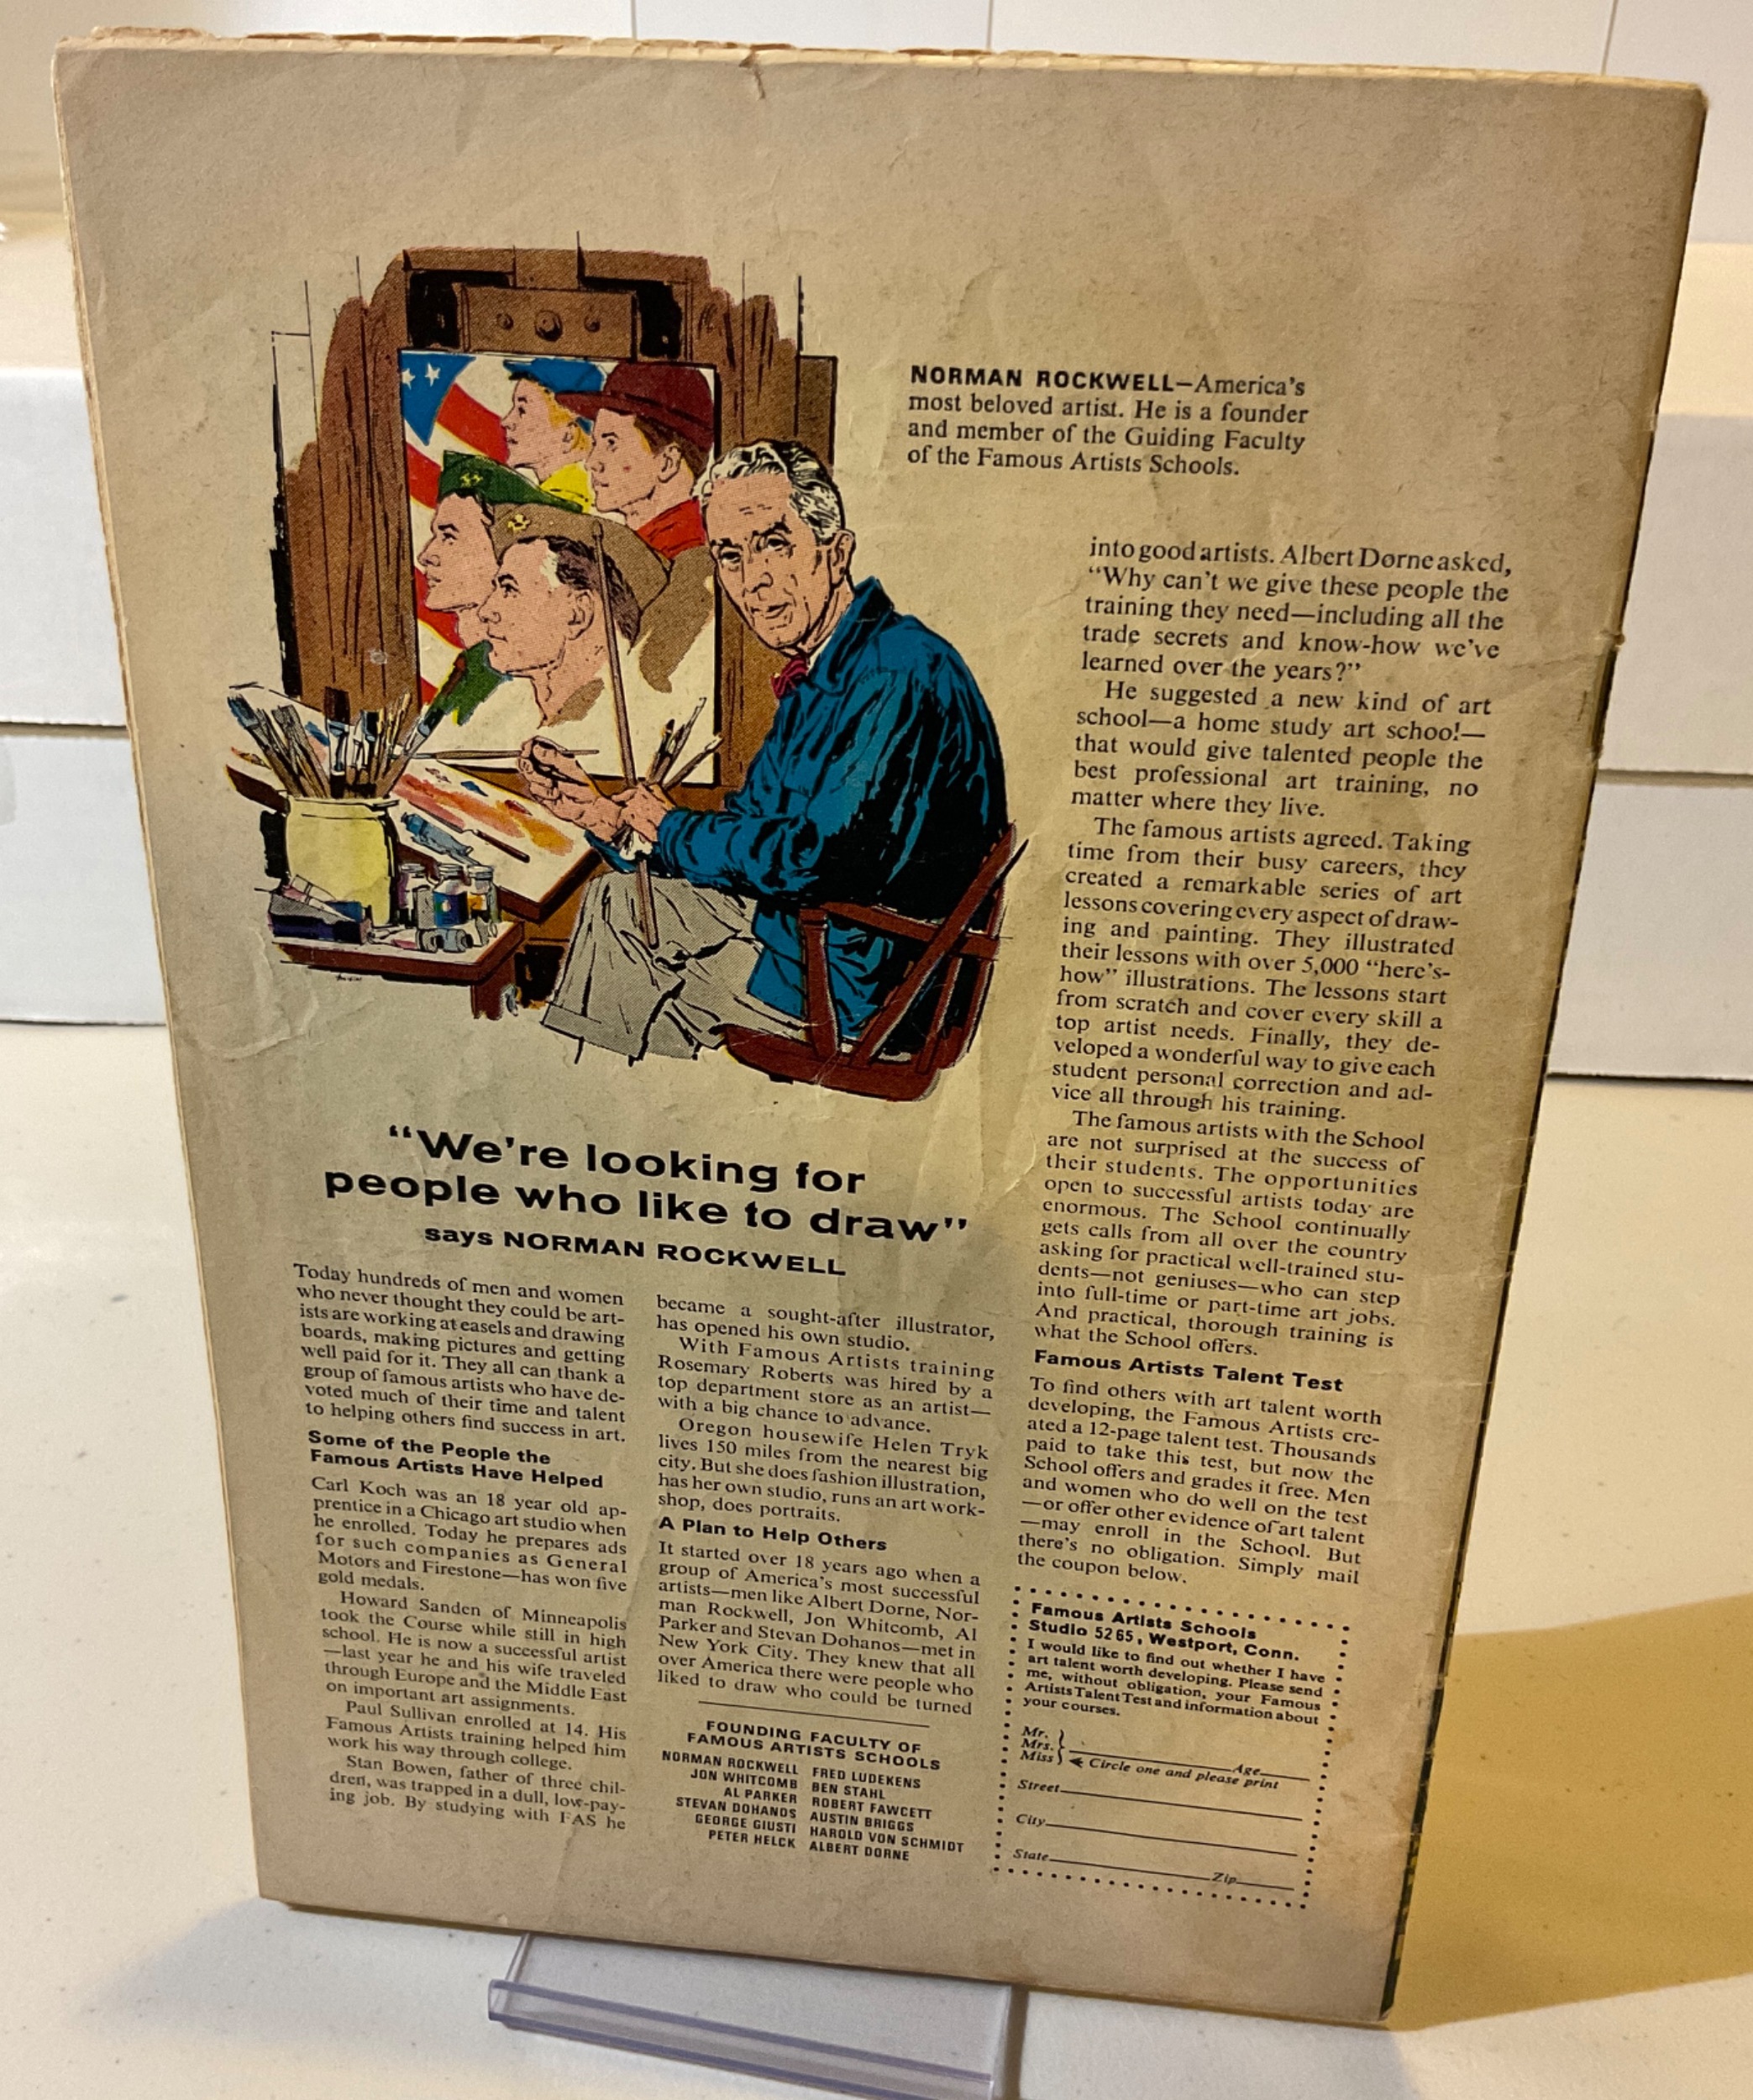 NORMAN ROCKWELL—America's
most beloved artist. He is a founder
and member of the Guiding Faculty
of the Famous Artists Schools.
"We're looking for
people who like to draw"
says NORMAN ROCKWELL
Today hundreds of men and women
who never thought they could be art-
ists are working at easels and drawing
boards, making pictures and getting
well paid for it. They all can thank a
group of famous artists who have de-
voted much of their time and talent
to helping others find success in art.
Some of the People the
Famous Artists Have Helped
Carl Koch was an 18 year old ap-
prentice in a Chicago art studio when
he enrolled. Today he prepares ads
for such companies as General
Motors and Firestone—has won five
gold medals.
Howard Sanden of Minneapolis
took the Course while still in high
school. He is now a successful artist
—last year he and his wife traveled
through Europe and the Middle East
on important art assignments.
Paul Sullivan enrolled at 14. His
Famous Artists training helped him
work his way through college.
Stan Bowen, father of three chil-
dren, was trapped in a dull, low-pay-
ing job. By studying with FAS he
became a sought-after illustrator,
has opened his own studio.
With Famous Artists training
Rosemary Roberts was hired by a
top department store as an artist—
with a big chance to advance.
Oregon housewife Helen Tryk
lives 150 miles from the nearest big
city. But she does fashion illustration,
has her own studio, runs an art work-
shop, does portraits.
A Plan to Help Others
It started over 18 years ago when a
group of America's most successful
artists—men like Albert Dorne, Nor-
man Rockwell, Jon Whitcomb, Al
Parker and Stevan Dohanos—met in
New York City. They knew that all
over America there were people who
liked to draw who could be turned
into good artists. Albert Dorne asked,
"Why can't we give these people the
training they need—including all the
trade secrets and know-how we've
learned over the years?"
He suggested a new kind of art
school—a home study art school—
that would give talented people the
best professional art training, no
matter where they live.
The famous artists agreed. Taking
time from their busy careers, they
created a remarkable series of art
lessons covering every aspect of draw-
ing and painting. They illustrated
their lessons with over 5,000 "here's-
how" illustrations. The lessons start
from scratch and cover every skill a
top artist needs. Finally, they de-
veloped a wonderful way to give each
student personal correction and ad-
vice all through his training.
The famous artists with the School
are not surprised at the success of
their students. The opportunities
open to successful artists today are
enormous. The School continually
gets calls from all over the country
asking for practical well-trained stu-
dents—not geniuses—who can step
into full-time or part-time art jobs.
And practical, thorough training is
what the School offers.
Famous Artists Talent Test
To find others with art talent worth
developing, the Famous Artists cre-
ated a 12-page talent test. Thousands
paid to take this test, but now the
School offers and grades it free. Men
and women who do well on the test
—or offer other evidence of art talent
—may enroll in the School. But
there's no obligation. Simply mail
the coupon below.
FOUNDING FACULTY OF
FAMOUS ARTISTS SCHOOLS
NORMAN ROCKWELL FRED LUDEKENS
JON WHITCOMB BEN STAHL
AL PARKER ROBERT FAWCETT
STEVAN DOHANOS AUSTIN BRIGGS
GEORGE GIUSTI HAROLD VON SCHMIDT
PETER HELCK ALBERT DORNE
Famous Artists Schools
Studio 5265, Westport, Conn.
I would like to find out whether I have
art talent worth developing. Please send
me, without obligation, your Famous
Artists Talent Test and information about
your courses.
Mr.
Mrs. Age
Miss Circle one and please print
Street
City
State Zip